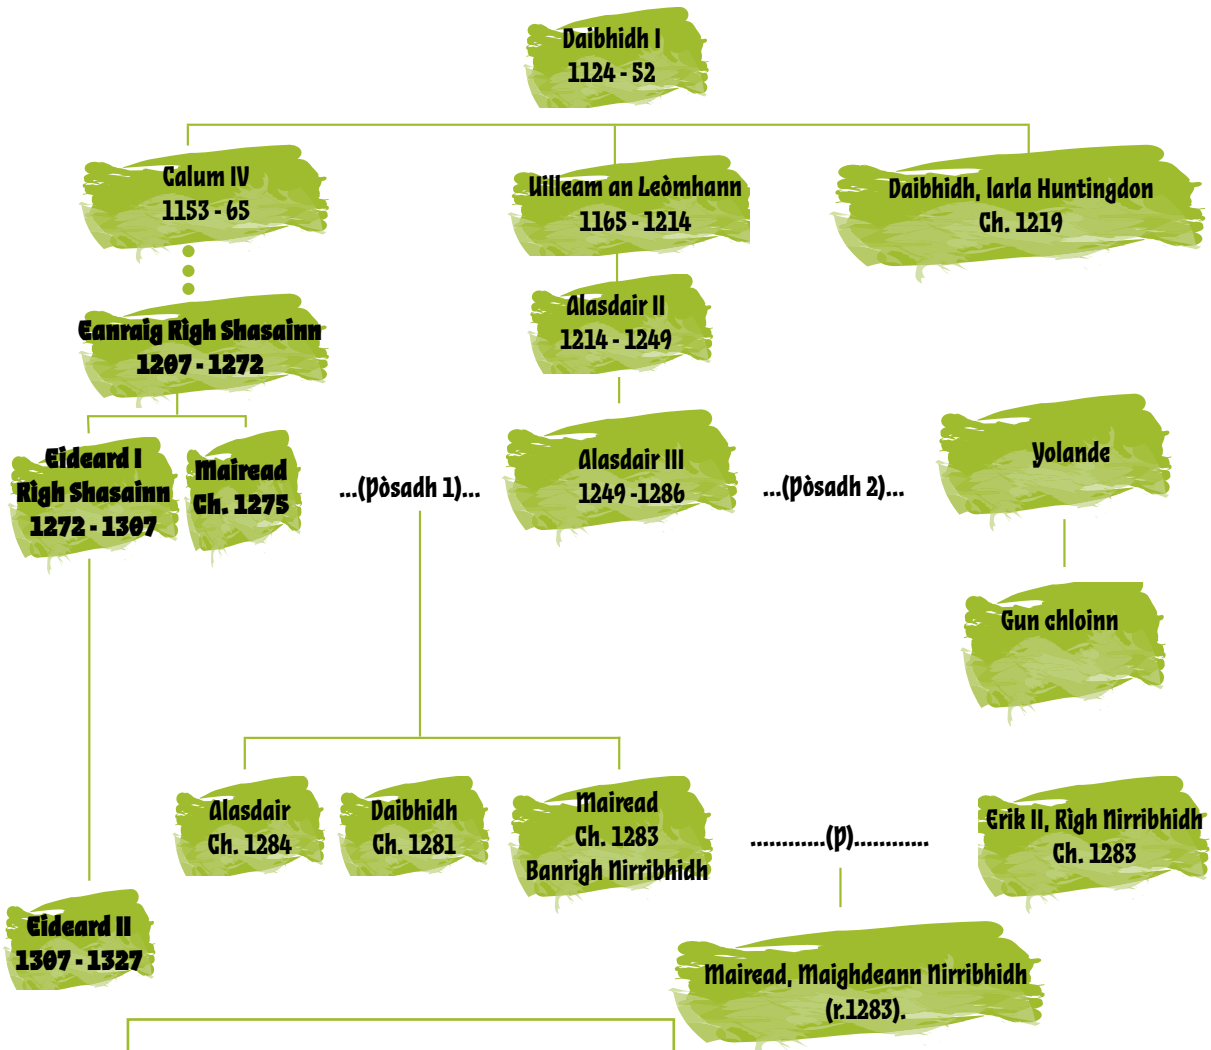 Daibhidh I
1124 - 52
Calum IV
1153 - 65
Uilleam an Leòmhann
1165 - 1214
Daibhidh, Iarla Huntingdon
Ch. 1219
Eanraig Rìgh Shasainn
1207 - 1272
Alasdair II
1214 - 1249
Eideard I
Rìgh Shasainn
1272 - 1307
Mairead
Ch. 1275
...(Pòsadh 1)...
Alasdair III
1249 -1286
...(Pòsadh 2)...
Yolande
Gun chloinn
Alasdair
Ch. 1284
Daibhidh
Ch. 1281
Mairead
Ch. 1283
Banrigh Nirribhidh
............(P)............
Erik II, Rìgh Nirribhidh
Ch. 1283
Eideard II
1307 - 1327
Mairead, Maighdeann Nirribhidh
(r.1283).